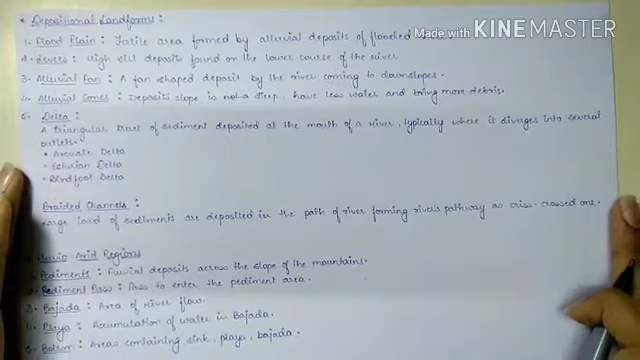 Made with KINEMASTER
* Depositional Landforms :
1. Flood Plain : Fertile area formed by alluvial deposits of flooded
2. Levees : High silt deposit found on the lower course of the river.
3. Alluvial Fan : A fan shaped deposit by the river coming to downslopes.
4. Alluvial Cones : Deposits slope is not a steep, have less water and bring more debris.
5. Delta :
A triangular tract of sediment deposited at the mouth of a river, typically where it diverges into several
outlets.
• Arcuate Delta
• Delta
• Birdfoot Delta
Braided Channels :
Large load of sediments are deposited in the path of river forming river's pathway as criss-crossed one.
Fluvio-Arid Regions
Pediments : Fluvial deposits across the slope of the mountains.
Pediment Pass : Pass to enter the pediment area.
3. Bajada : Area of river flow.
4. Playa : Accumulation of water in Bajada.
5. Bolson : Areas containing sink, playa, bajada.